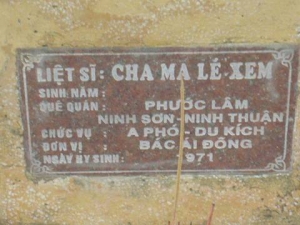 LIỆT SĨ: CHA MA LÉ XEM
SINH NĂM:
QUÊ QUÁN: PHƯỚC LÂM
NINH SƠN-NINH THUẬN
CHỨC VỤ: A PHÓ - DU KÍCH
ĐƠN VỊ: BÁC ÁI ĐÔNG
NGÀY HY SINH: 971